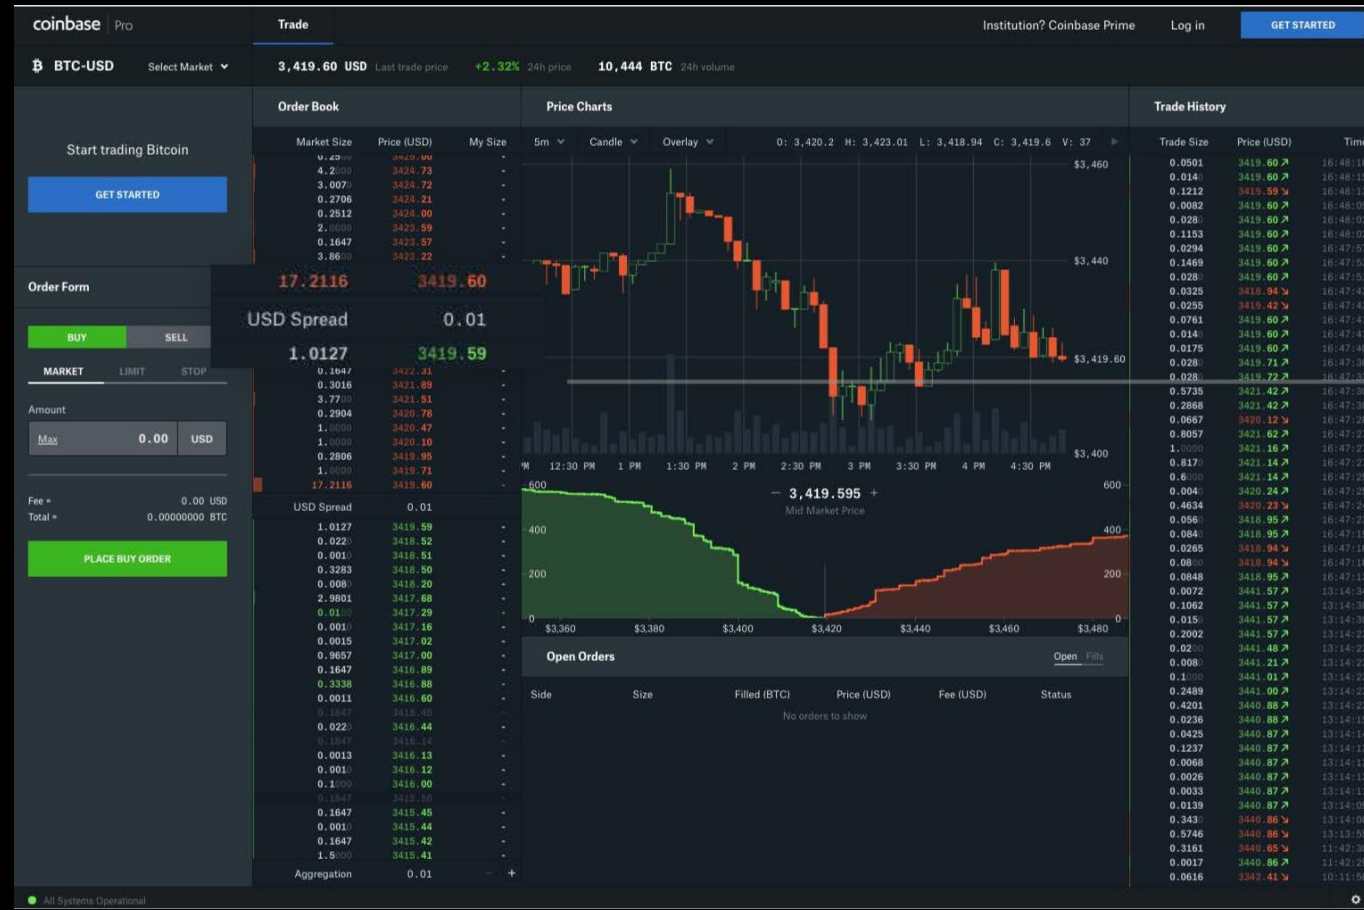 coinbase Pro
Trade
Institution? Coinbase Prime
Log in
GET STARTED
BTC-USD
Select Market
3,419.60 USD Last trade price
+2.32% 24h price
10,444 BTC 24h volume
Start trading Bitcoin
GET STARTED
Order Form
BUY
SELL
MARKET
LIMIT
STOP
Amount
Max 0.00 USD
Fee ≈ 0.00 USD
Total ≈ 0.00000000 BTC
PLACE BUY ORDER
Order Book
Market Size Price (USD) My Size
3425.00
4.2000 3424.73 -
3.0070 3424.72 -
0.2706 3424.21 -
0.2512 3424.00 -
2.0000 3423.59 -
0.1647 3423.57 -
3.8600 3423.22 -
17.2116 3419.60
USD Spread 0.01
1.0127 3419.59
0.1647 3422.31 -
0.3016 3421.89 -
3.7700 3421.51 -
0.2904 3420.78 -
1.0000 3420.47 -
1.0000 3420.10 -
0.2806 3419.95 -
1.0000 3419.71 -
17.2116 3419.60 -
USD Spread 0.01
1.0127 3419.59 -
0.0220 3418.52 -
0.0010 3418.51 -
0.3283 3418.50 -
0.0080 3418.20 -
2.9801 3417.68 -
0.0100 3417.29 -
0.0010 3417.16 -
0.0015 3417.02 -
0.9657 3417.00 -
0.1647 3416.89 -
0.3338 3416.88 -
0.0011 3416.60 -
0.1647 3416.45
0.0220 3416.44 -
0.1647 3416.14
0.0013 3416.13 -
0.0010 3416.12 -
0.1000 3416.00 -
0.1647
0.1647 3415.45 -
0.0010 3415.44 -
0.1647 3415.42 -
1.5000 3415.41 -
Aggregation 0.01 - +
Price Charts
5m Candle Overlay
O: 3,420.2 H: 3,423.01 L: 3,418.94 C: 3,419.6 V: 37
$3,460
$3,440
$3,419.60
$3,400
PM 12:30 PM 1 PM 1:30 PM 2 PM 2:30 PM 3 PM 3:30 PM 4 PM 4:30 PM
- 3,419.595 +
Mid Market Price
600 600
400 400
200 200
0 0
$3,360 $3,380 $3,400 $3,420 $3,440 $3,460 $3,480
Open Orders
Open Fills
Side Size Filled (BTC) Price (USD) Fee (USD) Status
No orders to show
Trade History
Trade Size Price (USD) Time
0.0501 3419.60↗
0.0140 3419.60↗
0.1212 3419.59↘
0.0082 3419.60↗
0.0280 3419.60↗
0.1153 3419.60↗
0.0294 3419.60↗
0.1469 3419.60↗
0.0280 3419.60↗
0.0325 3418.94↘
0.0255 3419.42↘
0.0761 3419.60↗
0.0140 3419.60↗
0.0175 3419.60↗
0.0280 3419.71↗
0.0280 3419.72↗
0.5735 3421.42↗
0.2868 3421.42↗
0.0667 3420.12↘
0.8057 3421.62↗
1.0000 3421.16↗
0.8170 3421.14↗
0.6000 3421.14↗
0.0040 3420.24↗
0.4634 3420.23↘
0.0560 3418.95↗
0.0840 3418.95↗
0.0265 3418.94↘
0.0800 3418.94↘
0.0848 3418.95↗
0.0072 3441.57↗
0.1062 3441.57↗
0.0150 3441.57↗
0.2002 3441.57↗
0.0200 3441.48↗
0.0080 3441.21↗
0.1000 3441.01↗
0.2489 3441.00↗
0.4201 3440.88↗
0.0236 3440.88↗
0.0425 3440.87↗
0.1237 3440.87↗
0.0068 3440.87↗
0.0026 3440.87↗
0.0033 3440.87↗
0.0139 3440.87↗
0.3430 3440.86↘
0.5746 3440.86↘
0.3161 3440.65↘
0.0017 3440.86↗
0.0616 3342.41↘
All Systems Operational